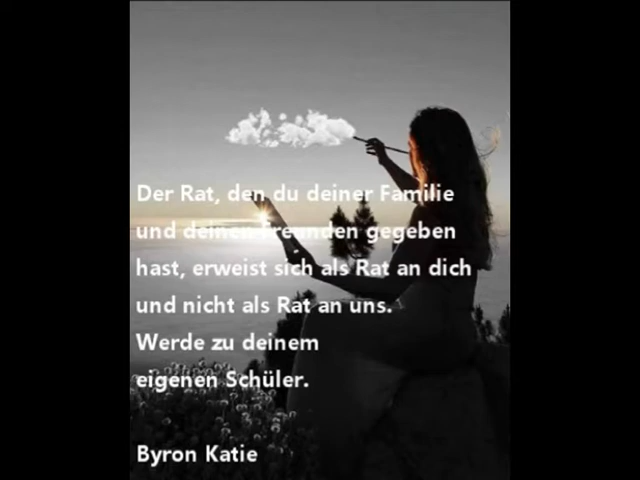 Der Rat, den du deiner Familie
und deinen Freunden gegeben
hast, erweist sich als Rat an dich
und nicht als Rat an uns.
Werde zu deinem
eigenen Schüler.
Byron Katie